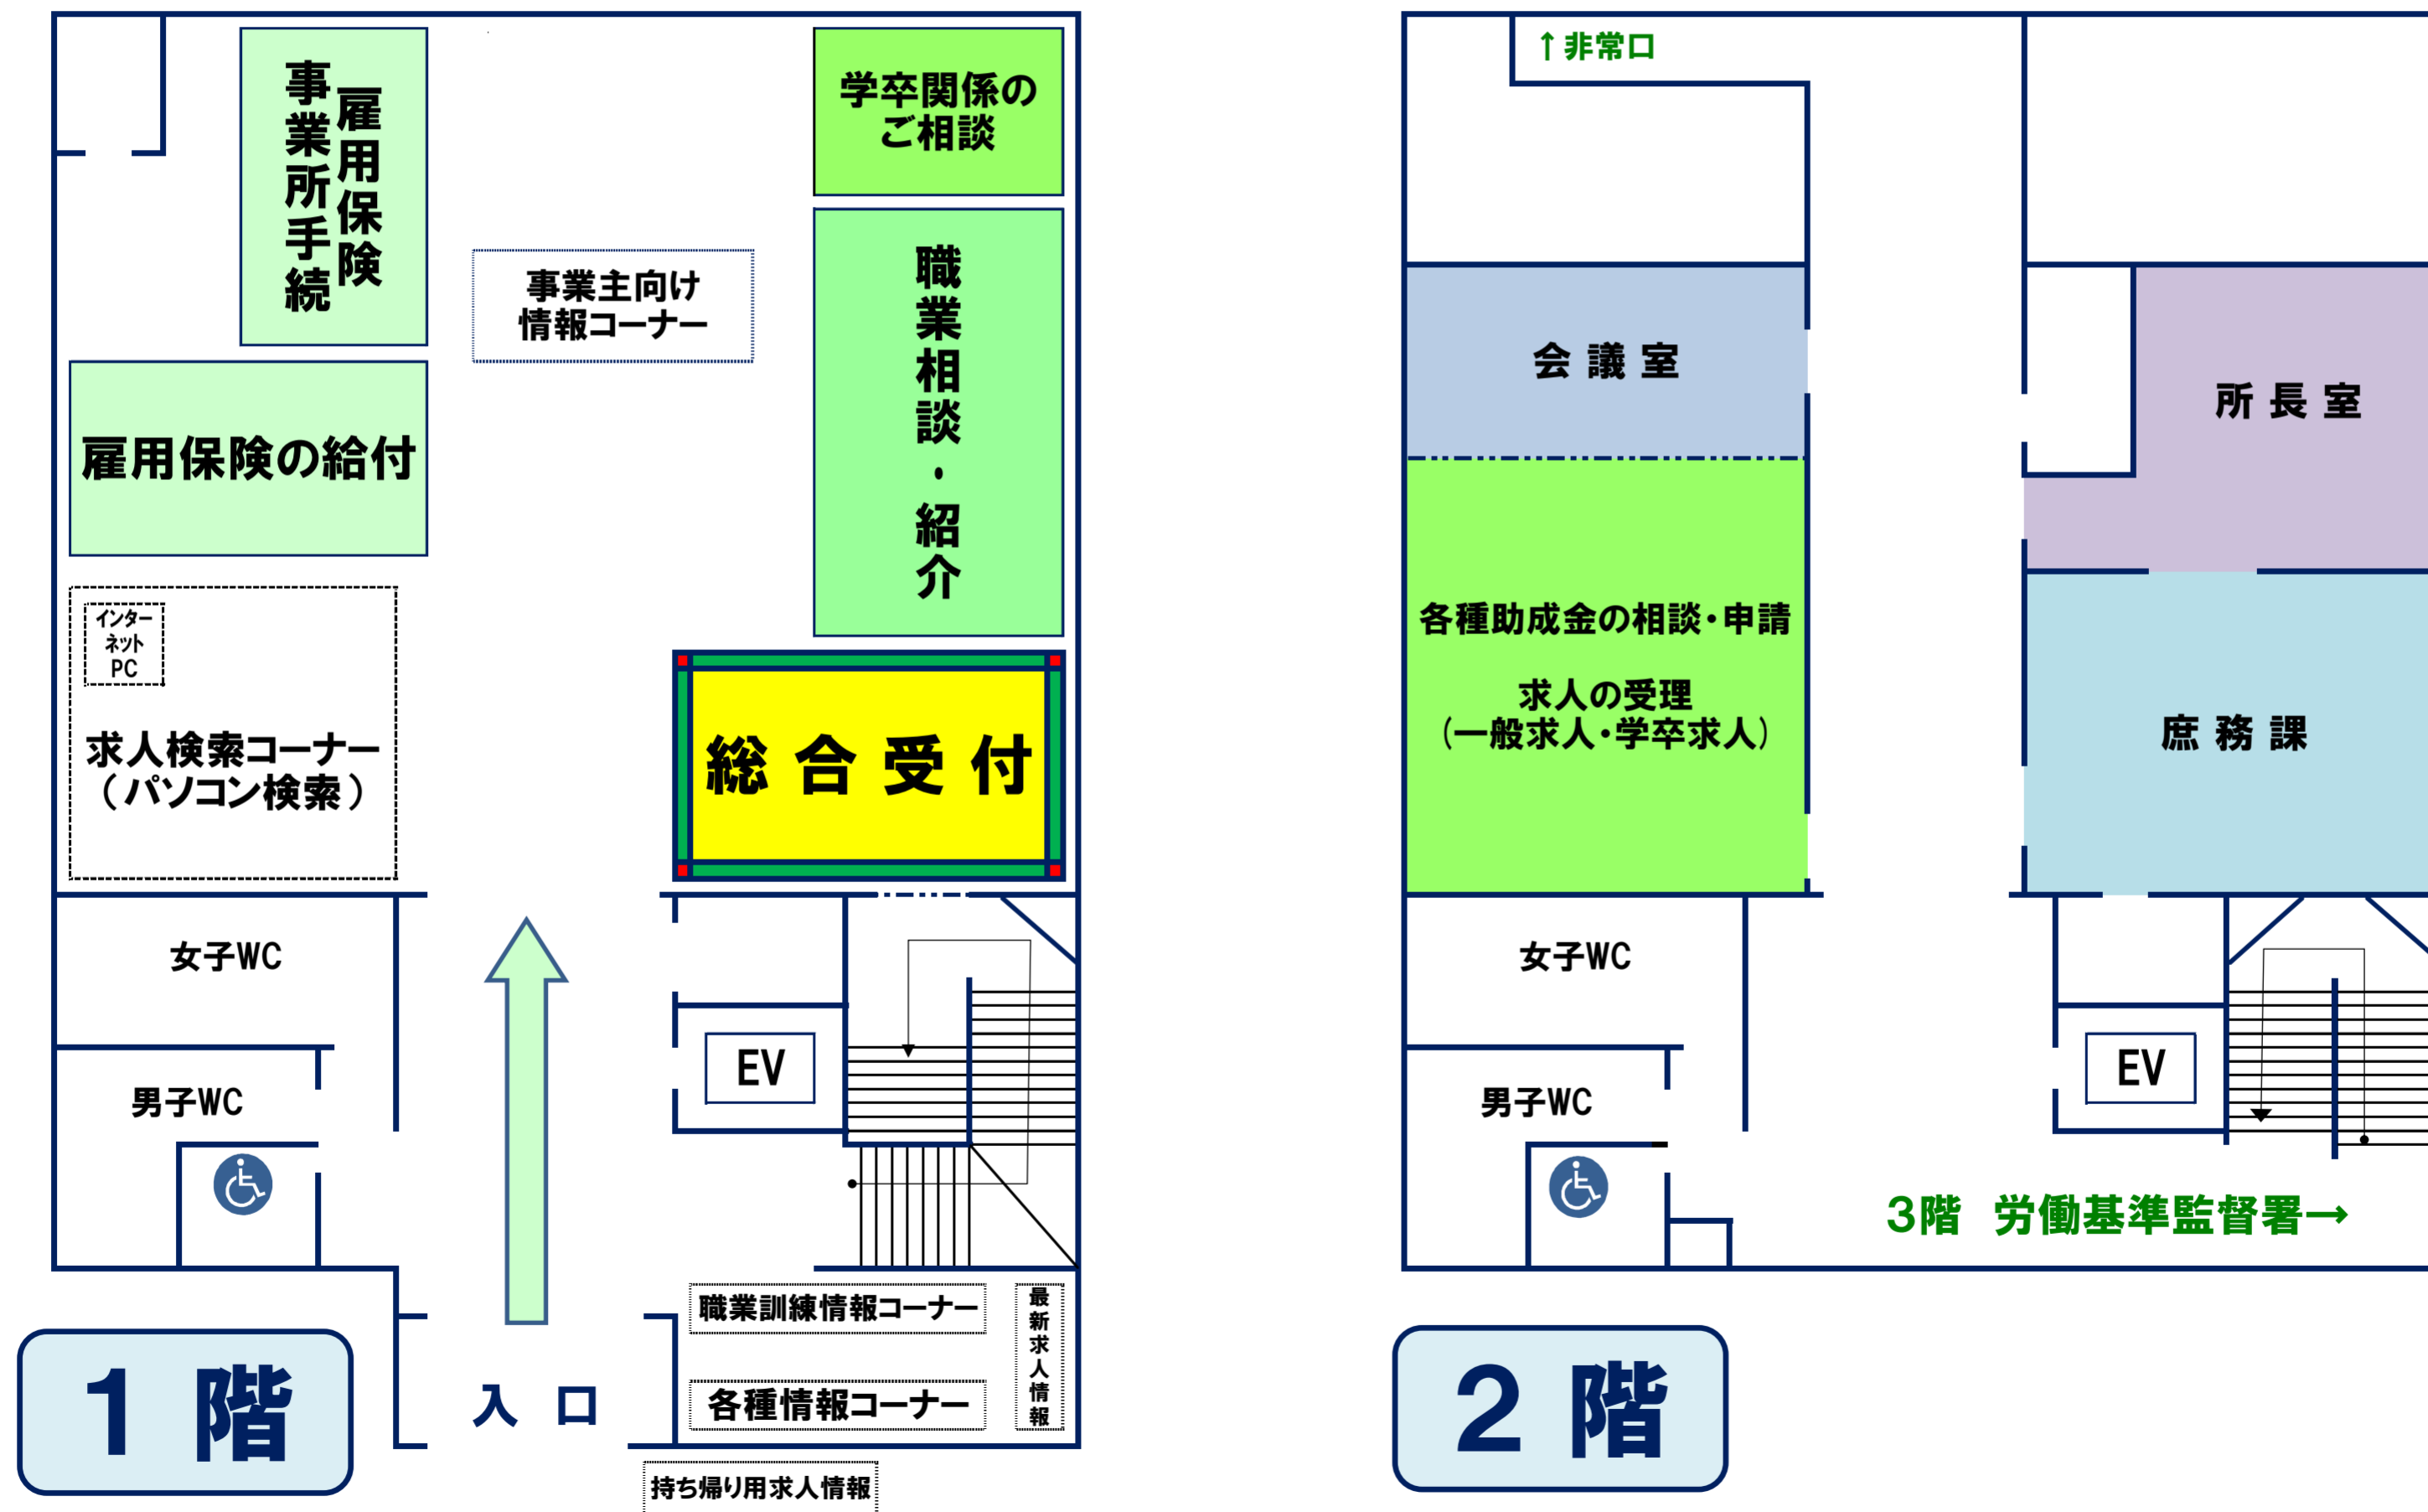 雇用保険
事業所手続
学卒関係の
ご相談
事業主向け
情報コーナー
職業相談・紹介
雇用保険の給付
インター
ネット
PC
求人検索コーナー
(パソコン検索)
総合受付
女子WC
男子WC
EV
職業訓練情報コーナー
最新求人情報
各種情報コーナー
入口
1階
持ち帰り用求人情報
↑非常口
会議室
所長室
各種助成金の相談・申請
求人の受理
(一般求人・学卒求人)
庶務課
女子WC
男子WC
EV
3階 労働基準監督署→
2階